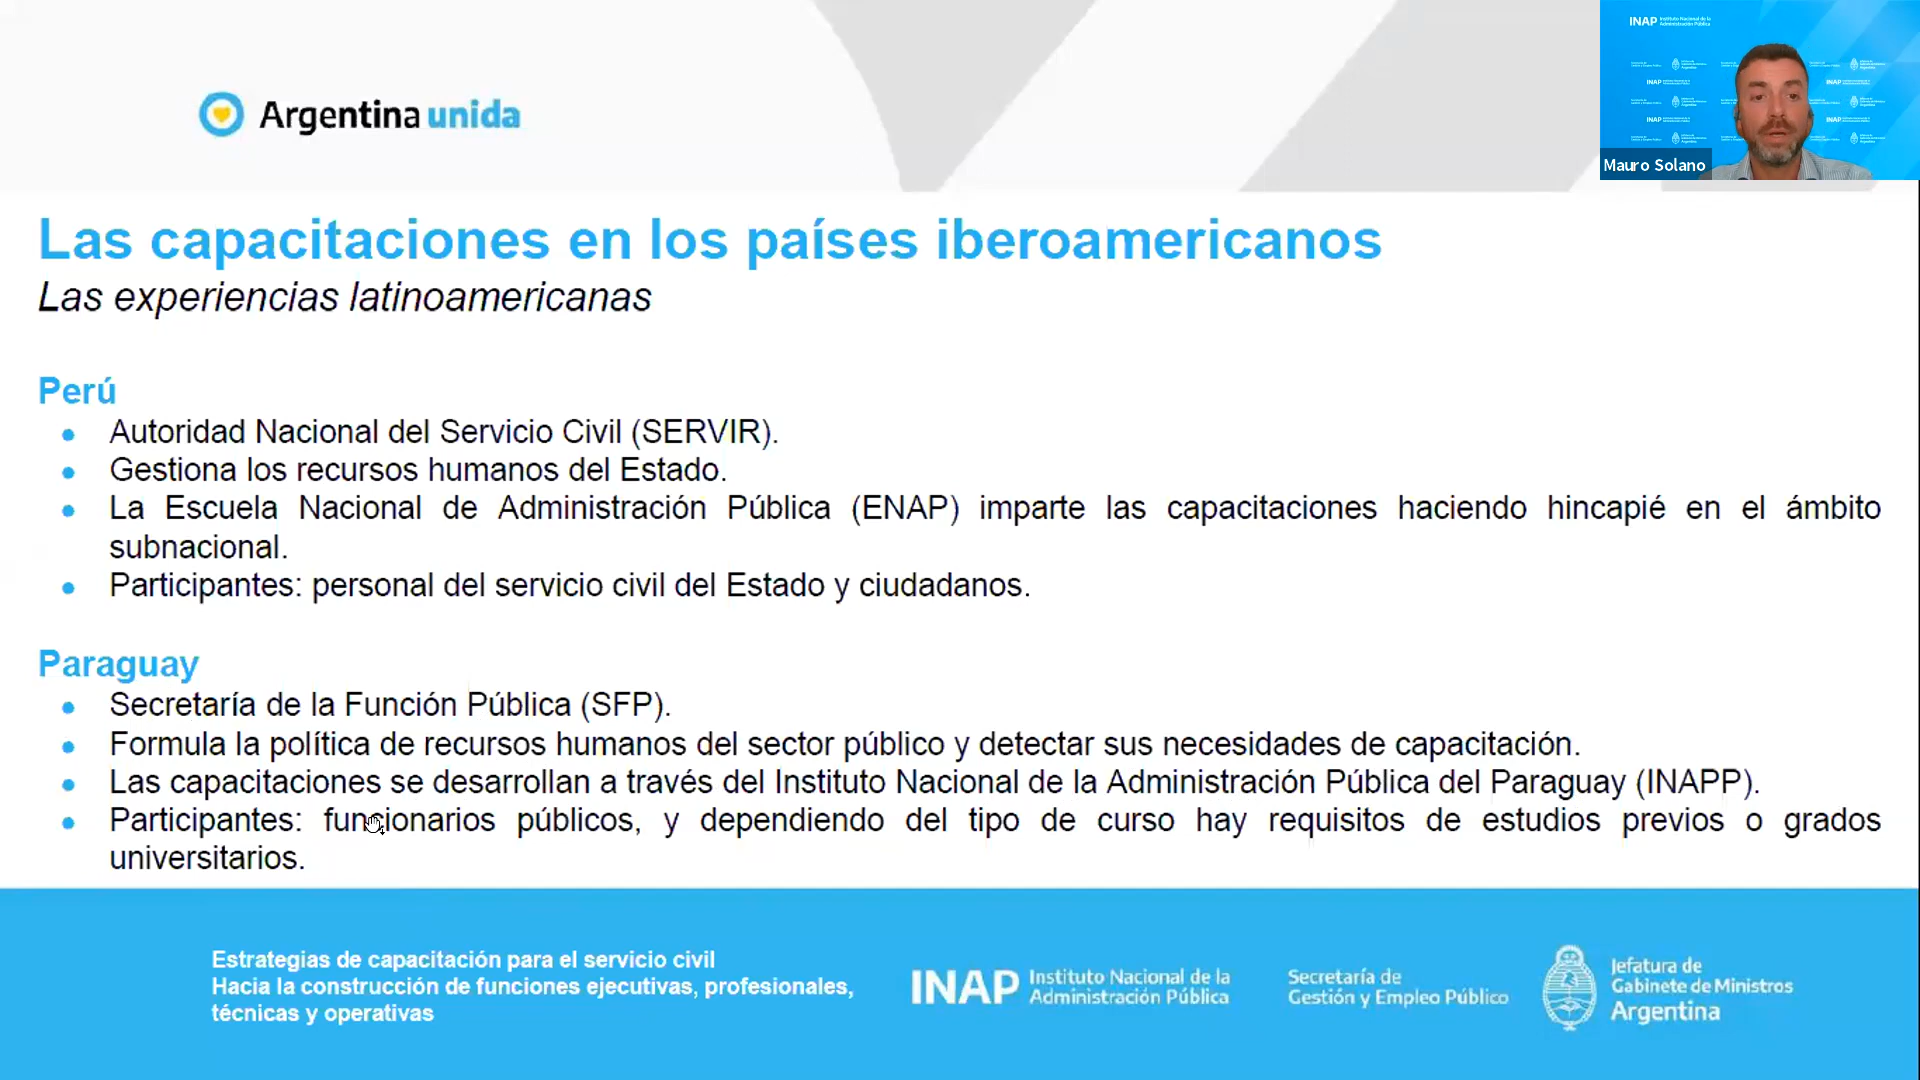 Argentina unida
INAP Instituto Nacional de la
Administración Pública
Mauro Solano
Las capacitaciones en los países iberoamericanos
Las experiencias latinoamericanas
Perú
Autoridad Nacional del Servicio Civil (SERVIR).
Gestiona los recursos humanos del Estado.
La Escuela Nacional de Administración Pública (ENAP) imparte las capacitaciones haciendo hincapié en el ámbito
subnacional.
Participantes: personal del servicio civil del Estado y ciudadanos.
Paraguay
Secretaría de la Función Pública (SFP).
Formula la política de recursos humanos del sector público y detectar sus necesidades de capacitación.
Las capacitaciones se desarrollan a través del Instituto Nacional de la Administración Pública del Paraguay (INAPP).
Participantes: funcionarios públicos, y dependiendo del tipo de curso hay requisitos de estudios previos o grados
universitarios.
Estrategias de capacitación para el servicio civil
Hacia la construcción de funciones ejecutivas, profesionales,
técnicas y operativas
INAP Instituto Nacional de la
Administración Pública
Secretaría de
Gestión y Empleo Público
Jefatura de
Gabinete de Ministros
Argentina